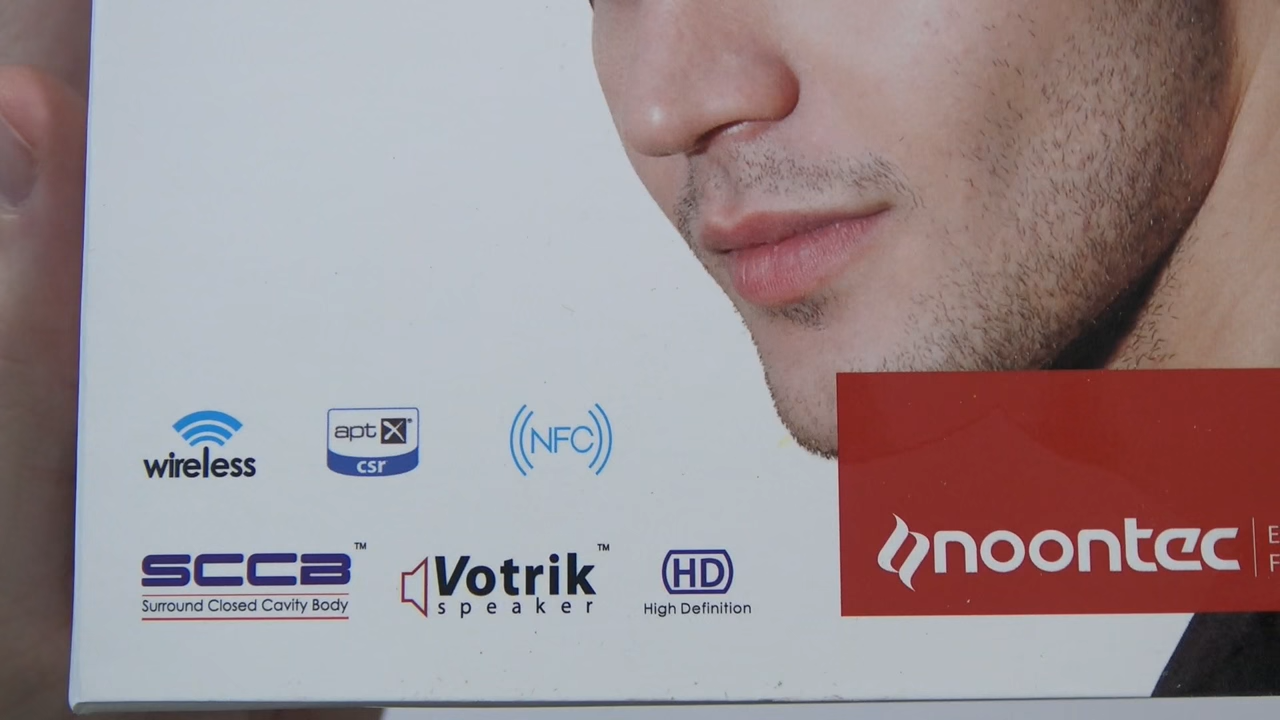 wireless
aptX
csr
NFC
SCCB™
Surround Closed Cavity Body
Votrik™
speaker
HD
High Definition
noontec
E
F